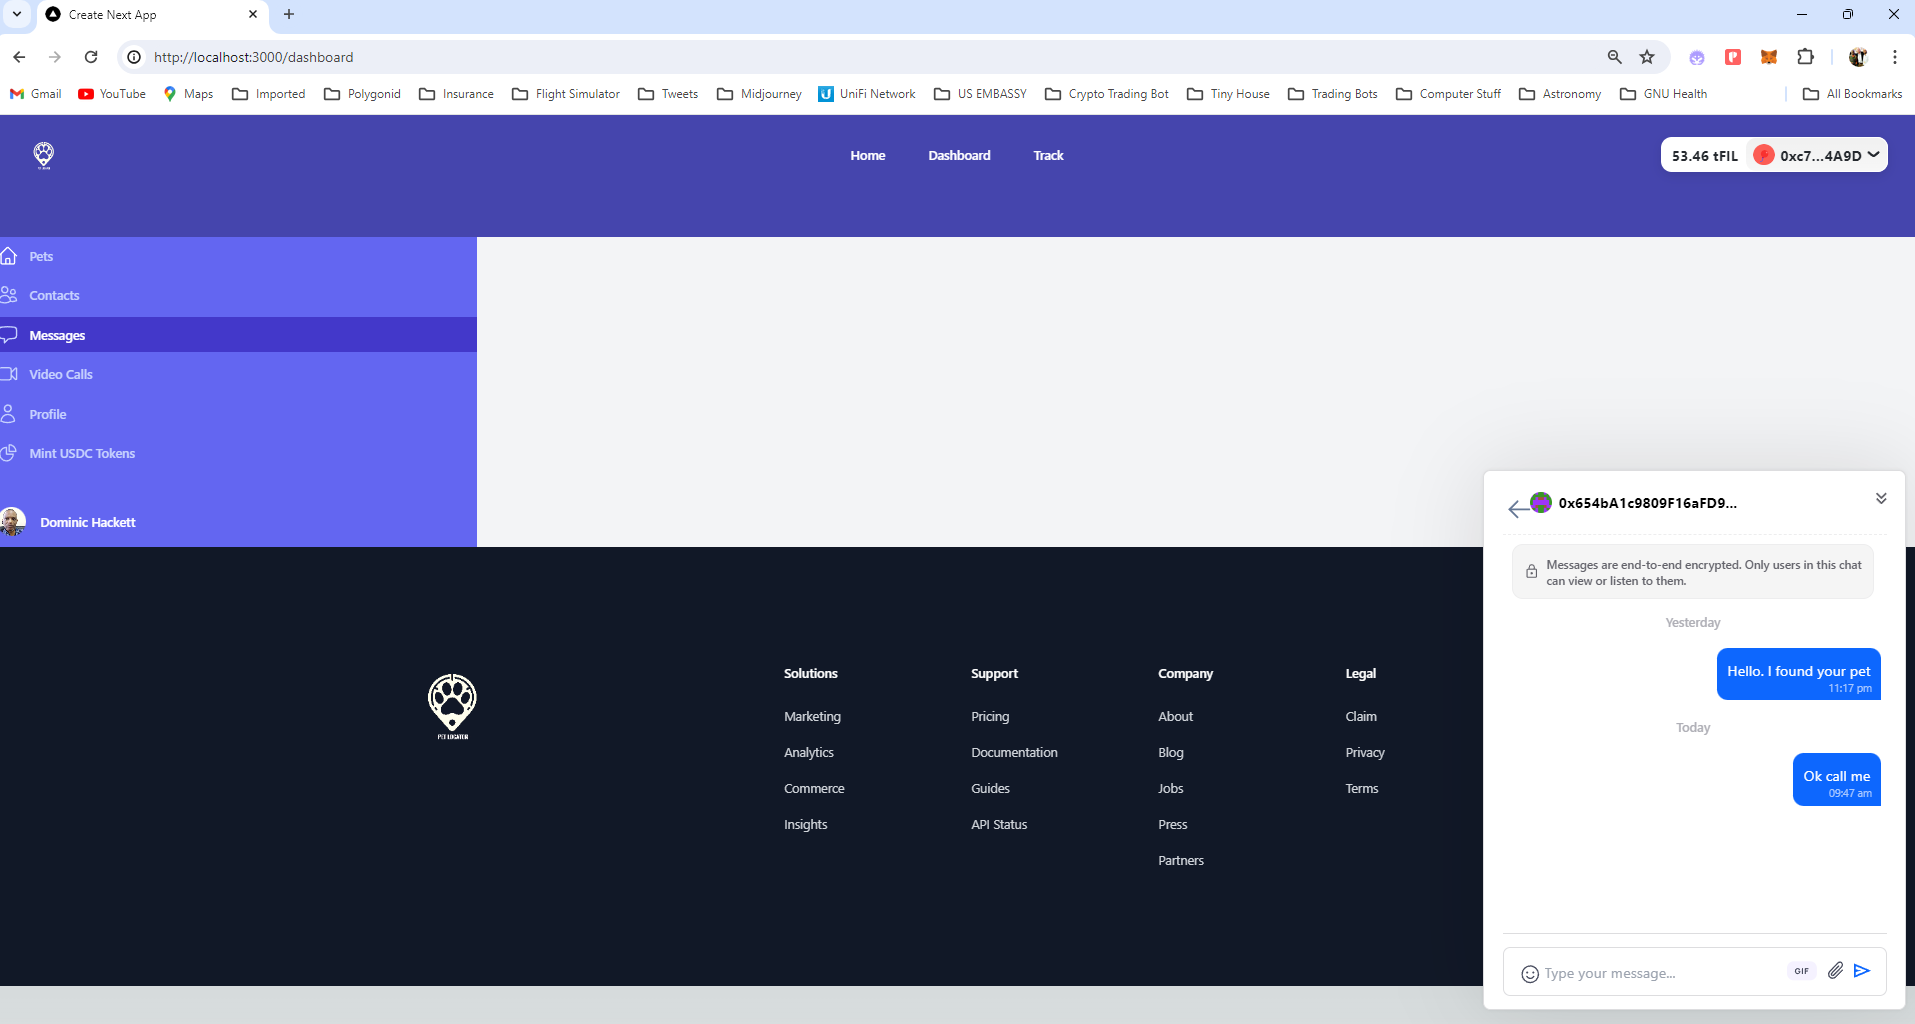 Create Next App
http://localhost:3000/dashboard
Gmail YouTube Maps Imported Polygonid Insurance Flight Simulator Tweets Midjourney UniFi Network US EMBASSY Crypto Trading Bot Tiny House Trading Bots Computer Stuff Astronomy GNU Health All Bookmarks
Home Dashboard Track
53.46 tFIL 0xc7...4A9D
Pets
Contacts
Messages
Video Calls
Profile
Mint USDC Tokens
Dominic Hackett
PET LOCATOR
Solutions
Marketing
Analytics
Commerce
Insights
Support
Pricing
Documentation
Guides
API Status
Company
About
Blog
Jobs
Press
Partners
Legal
Claim
Privacy
Terms
0x654bA1c9809F16aFD9...
Messages are end-to-end encrypted. Only users in this chat
can view or listen to them.
Yesterday
Hello. I found your pet
11:17 pm
Today
Ok call me
09:47 am
Type your message...
GIF